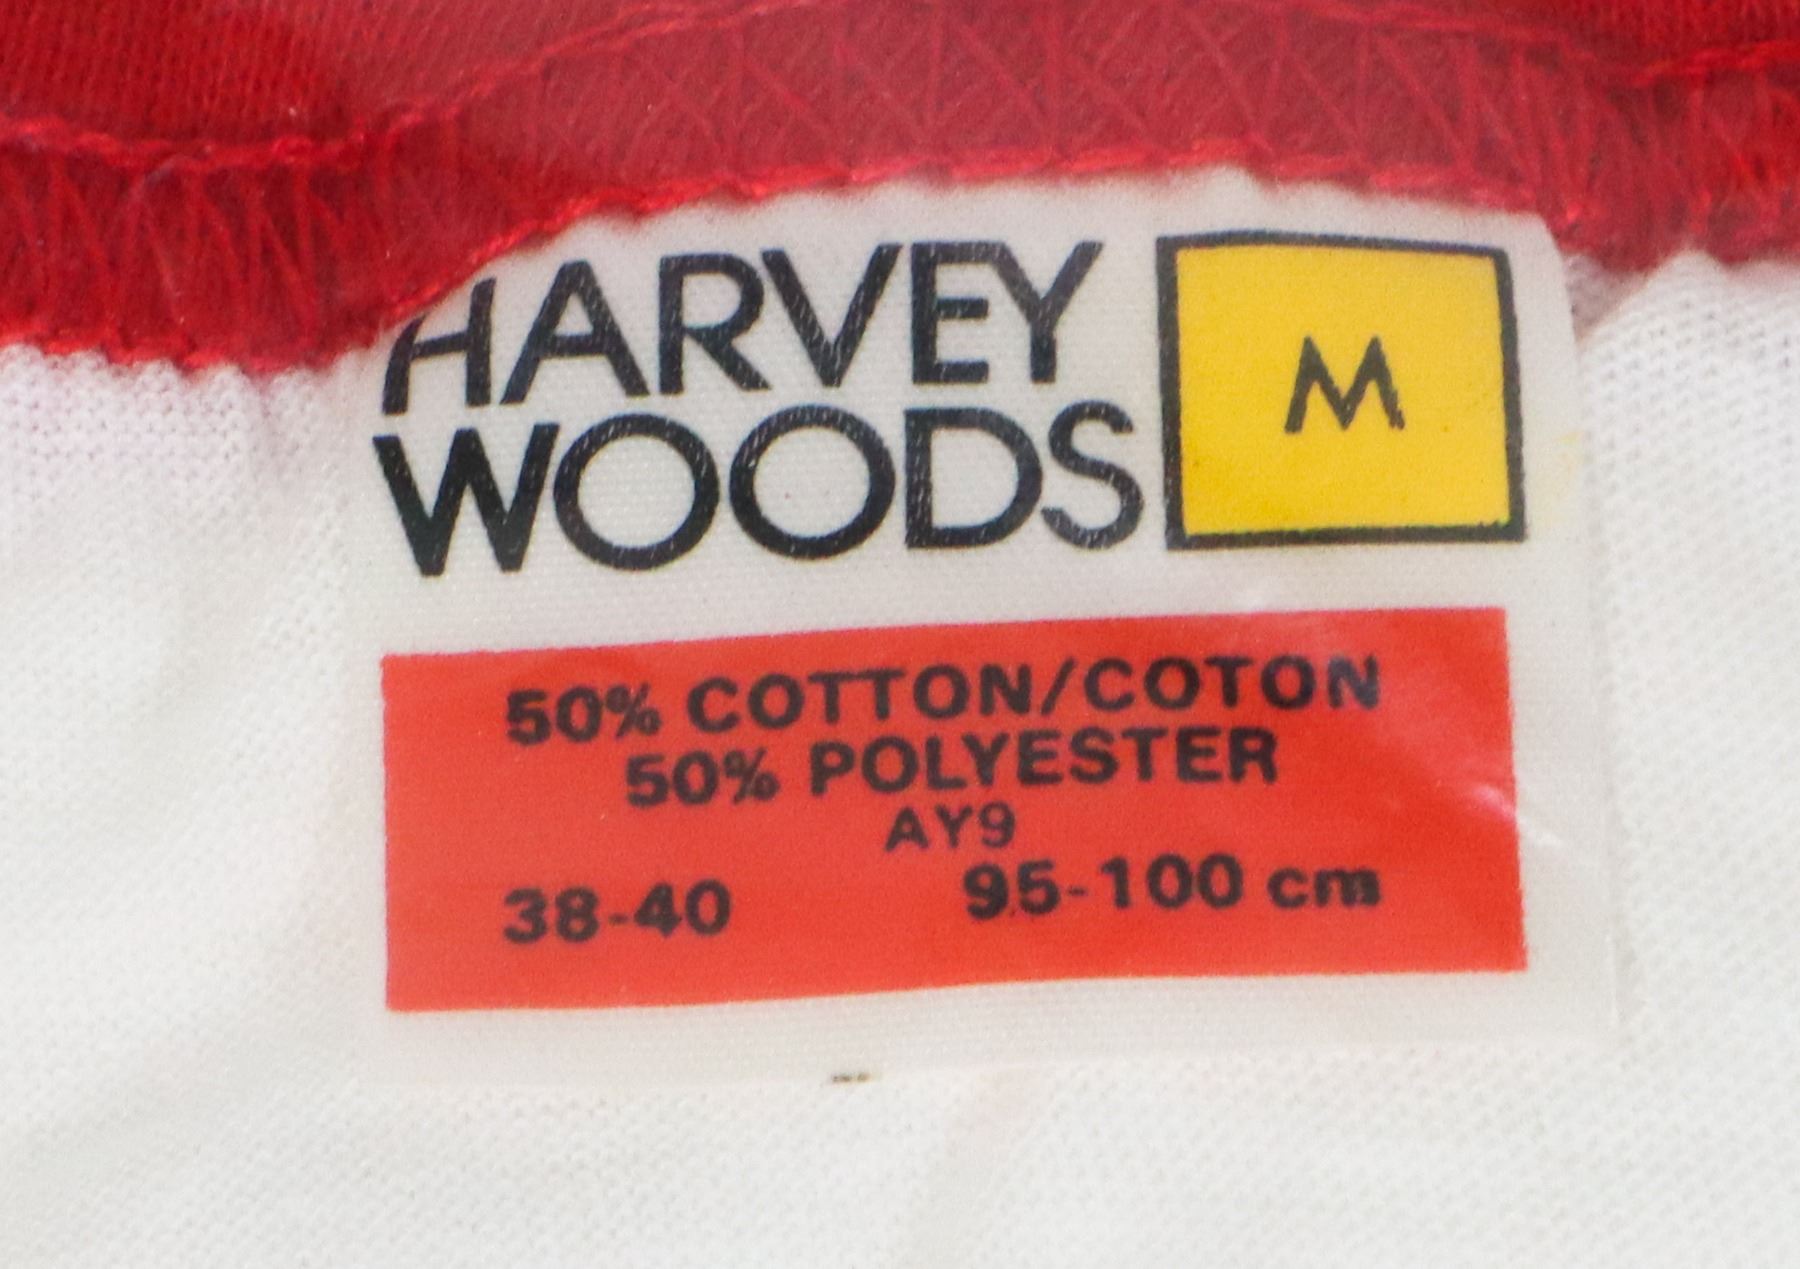 HARVEY
WOODS
M
50% COTTON/COTON
50% POLYESTER
AY9
38-40 95-100 cm